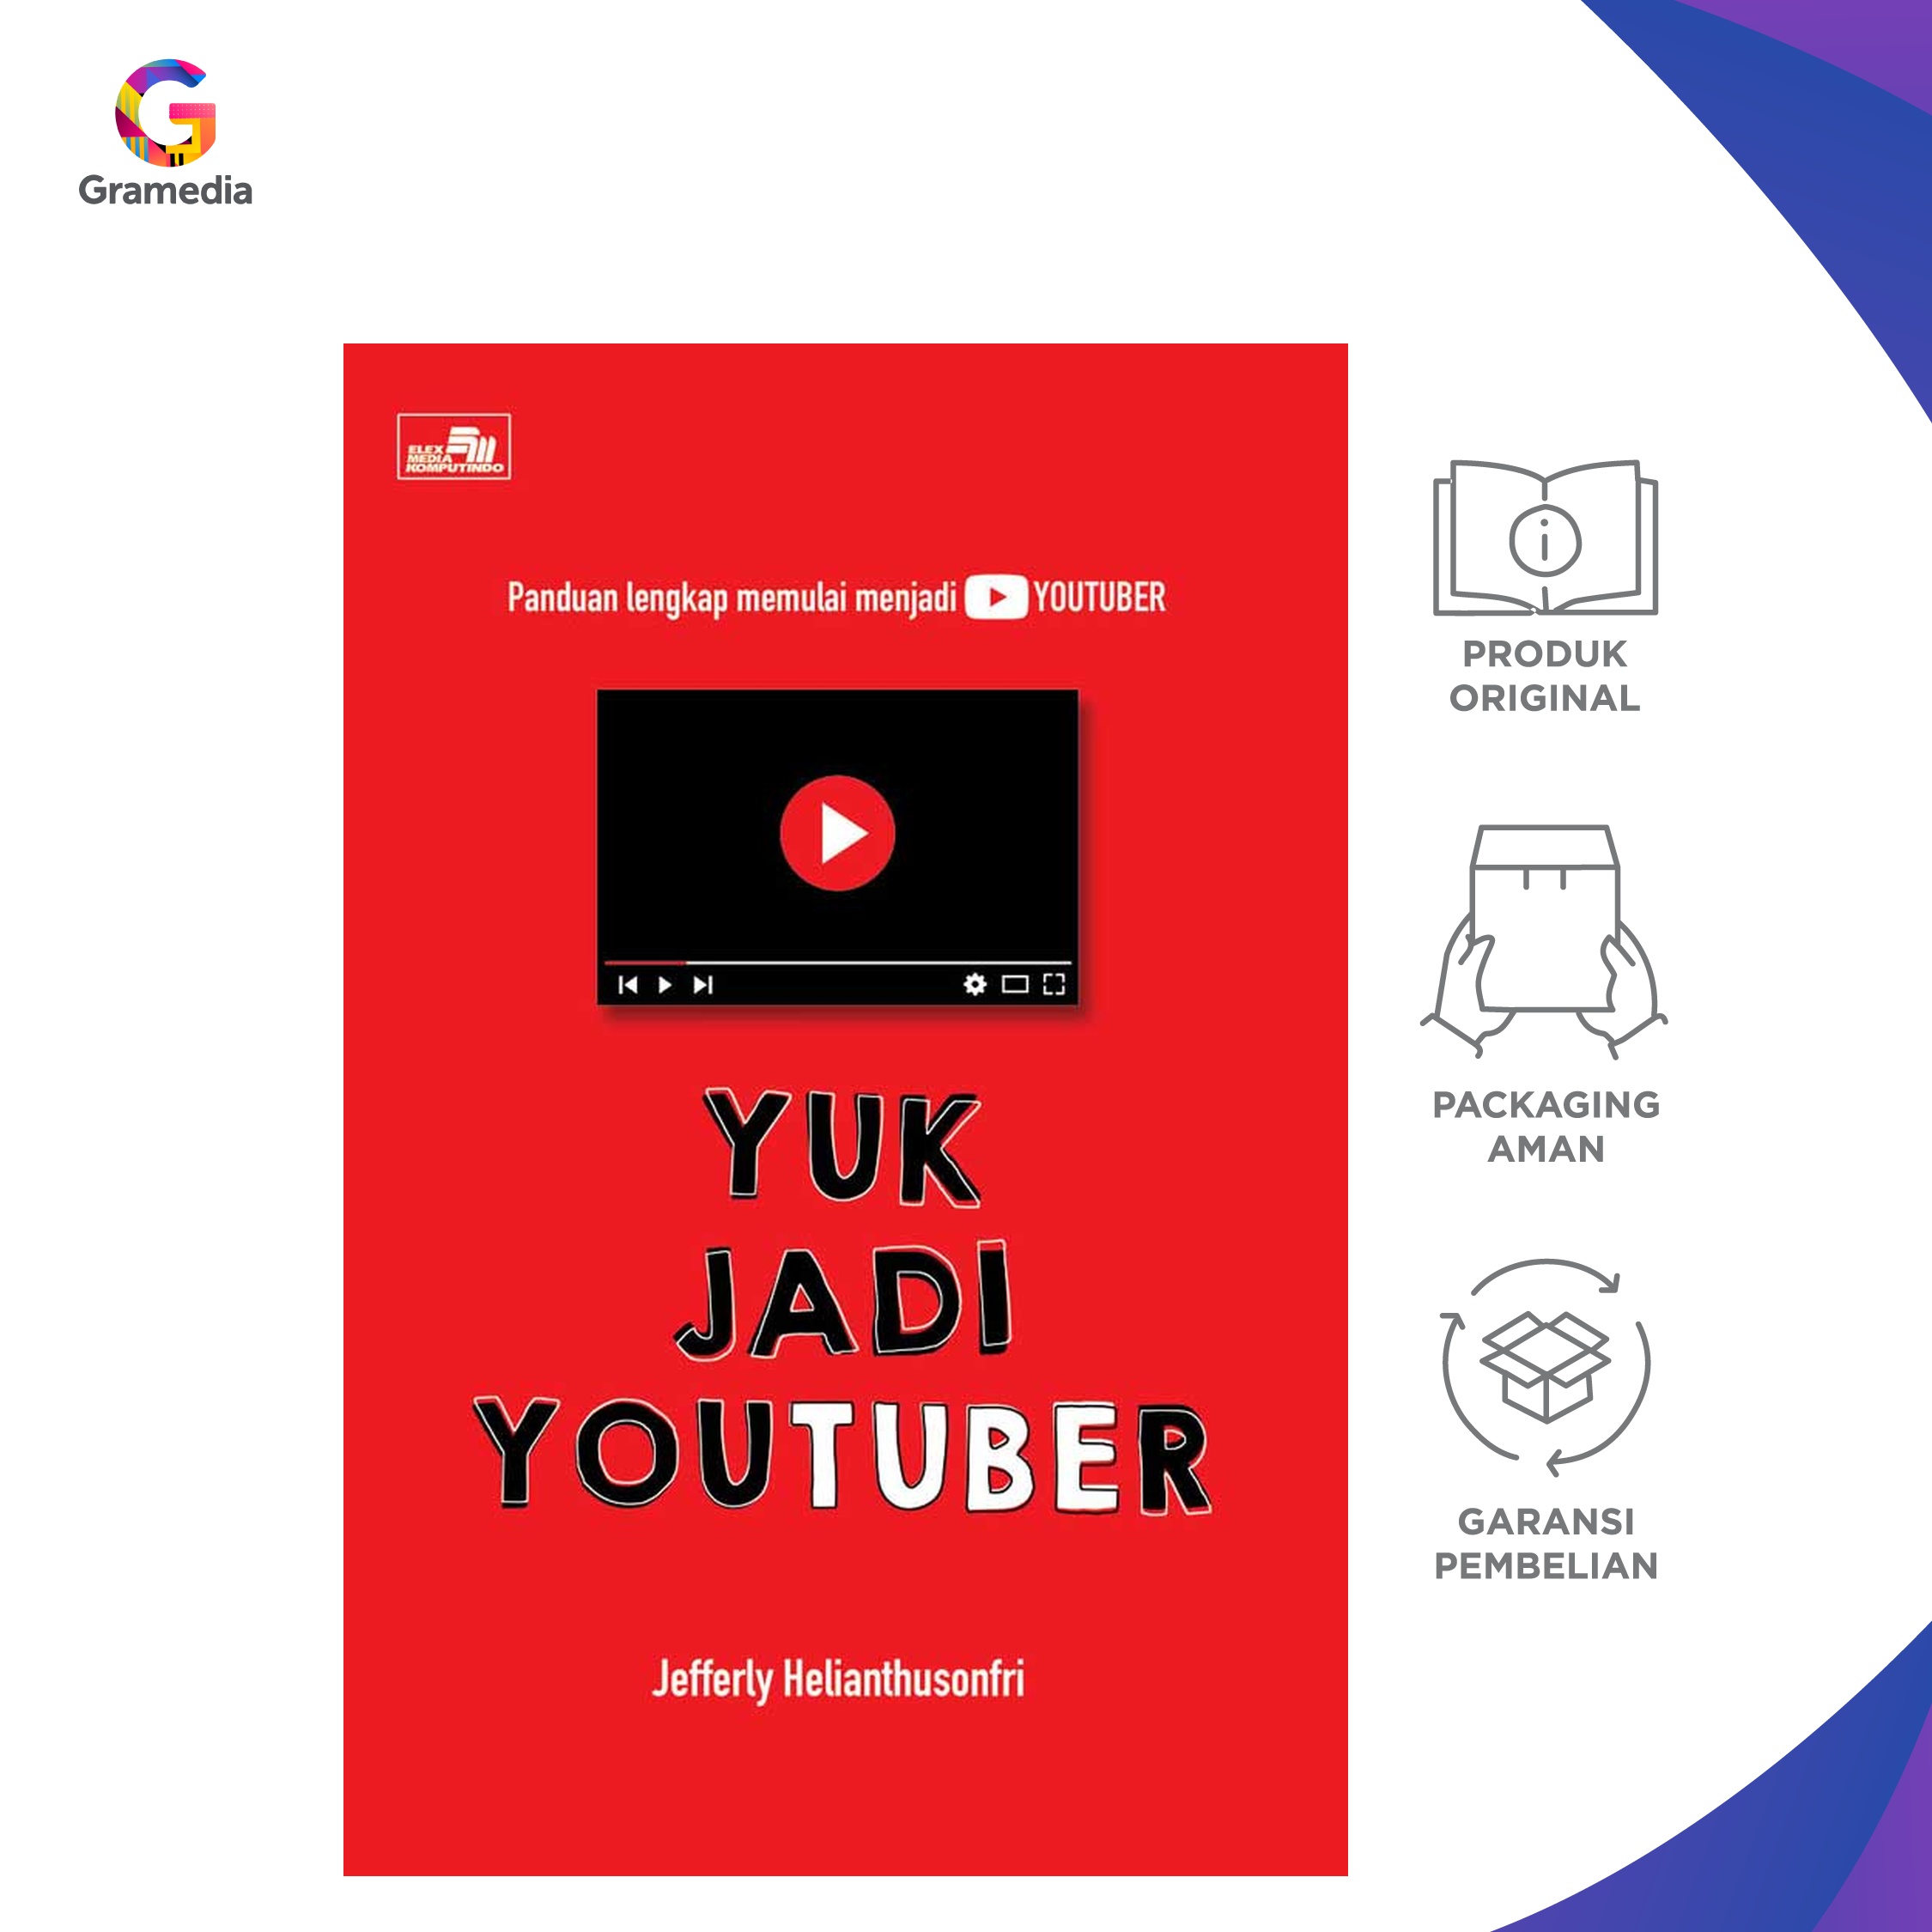 Gramedia
ELEX
MEDIA
KOMPUTINDO
Panduan lengkap memulai menjadi YOUTUBER
YUK
JADI
YOUTUBER
Jefferly Helianthusonfri
PRODUK
ORIGINAL
PACKAGING
AMAN
GARANSI
PEMBELIAN